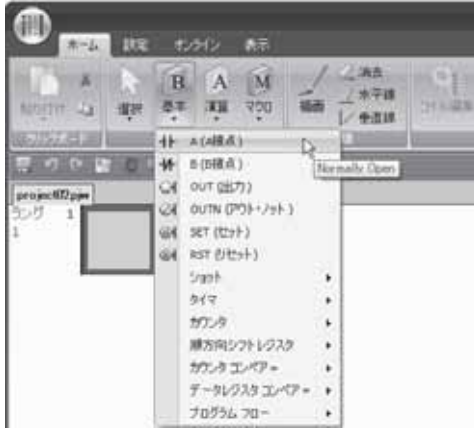 ホーム 設定 オンライン 表示
貼り付け 選択 基本 演算 マクロ 描画 消去
水平線
垂直線
クリップボード
A (A接点)
Normally Open
B (B接点)
project02.pjw
OUT (出力)
ラング 1
OUTN (アウト・ノット)
1
SET (セット)
RST (リセット)
ショット
タイマ
カウンタ
順方向シフトレジスタ
カウンタ コンペア =
データレジスタ コンペア =
プログラム フロー